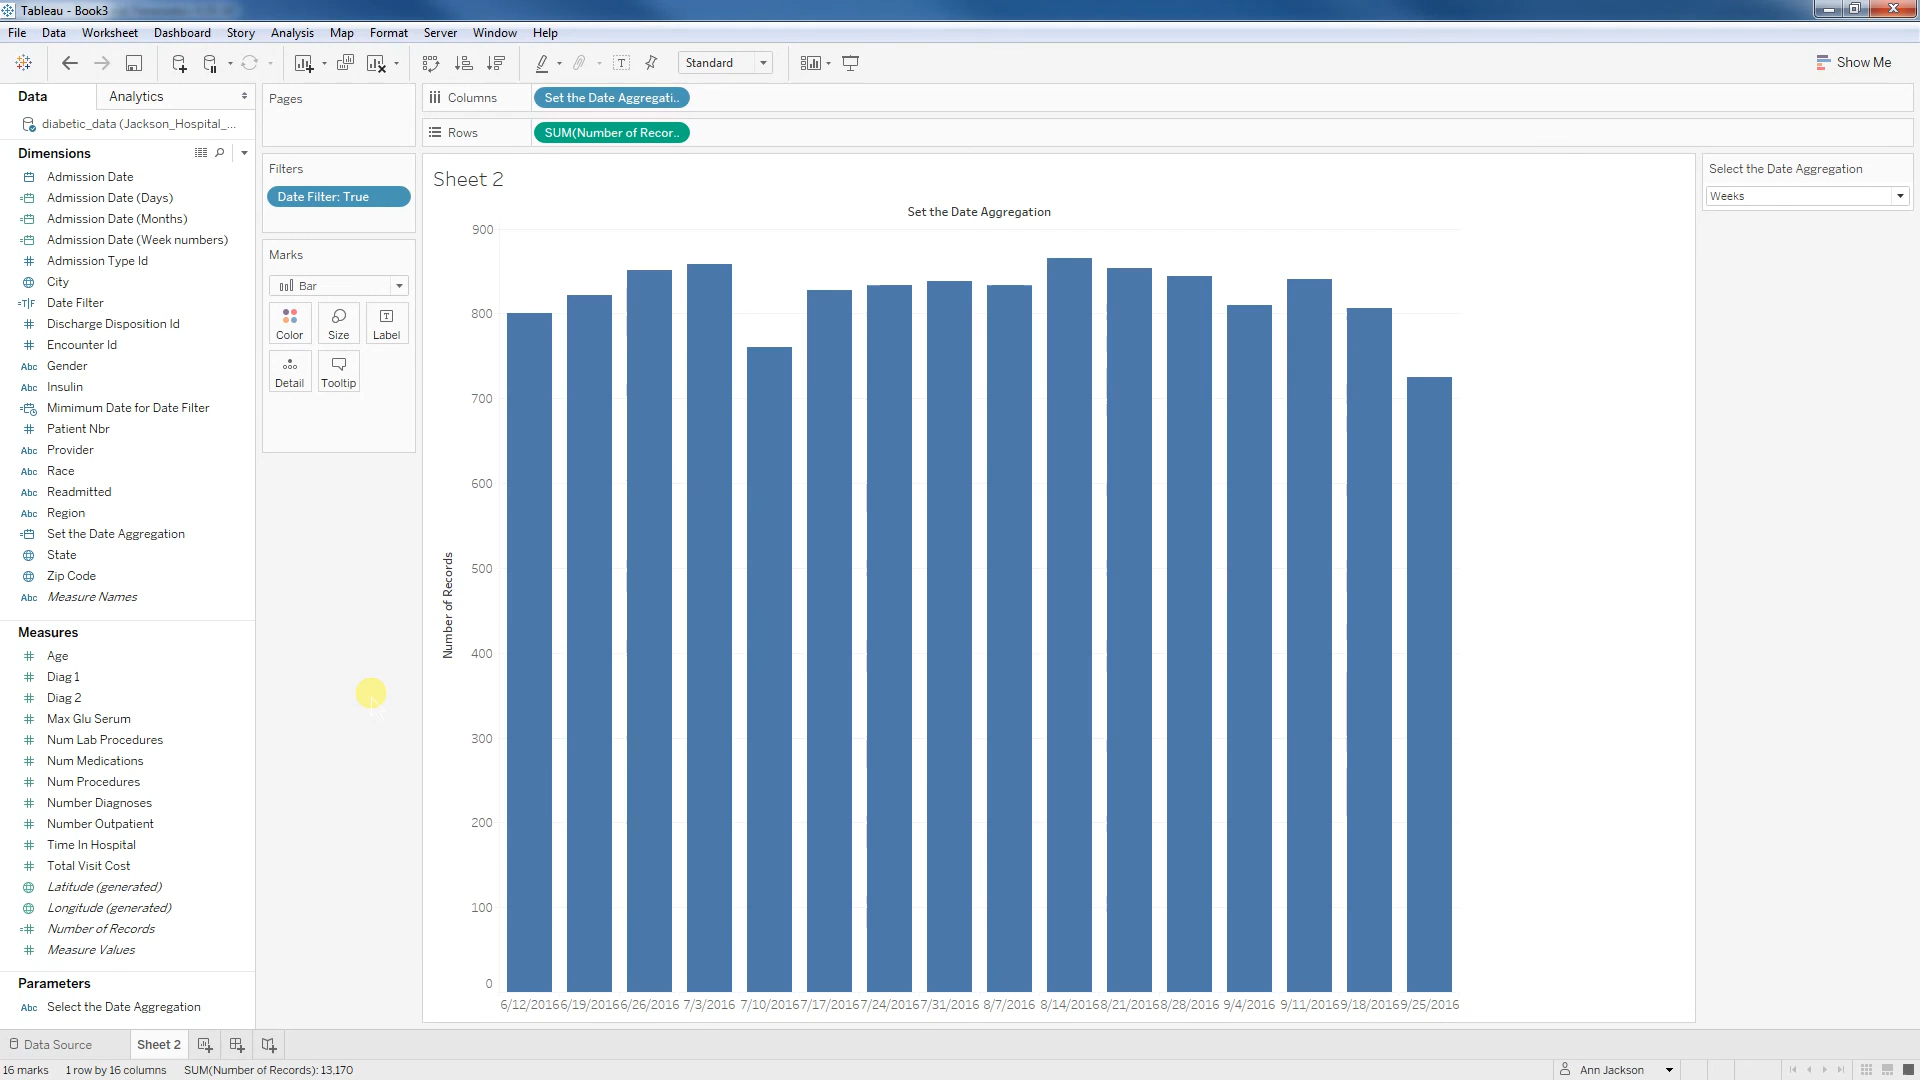 Tableau - Book3
File Data Worksheet Dashboard Story Analysis Map Format Server Window Help
Standard
Show Me
Data Analytics
diabetic_data (Jackson_Hospital_...
Dimensions
Admission Date
Admission Date (Days)
Admission Date (Months)
Admission Date (Week numbers)
# Admission Type Id
City
=T|F Date Filter
# Discharge Disposition Id
# Encounter Id
Abc Gender
Abc Insulin
Mimimum Date for Date Filter
# Patient Nbr
Abc Provider
Abc Race
Abc Readmitted
Abc Region
Set the Date Aggregation
State
Zip Code
Abc Measure Names
Measures
# Age
# Diag 1
# Diag 2
# Max Glu Serum
# Num Lab Procedures
# Num Medications
# Num Procedures
# Number Diagnoses
# Number Outpatient
# Time In Hospital
# Total Visit Cost
Latitude (generated)
Longitude (generated)
=# Number of Records
# Measure Values
Parameters
Abc Select the Date Aggregation
Pages
Filters
Date Filter: True
Marks
Bar
Color Size Label
Detail Tooltip
Columns Set the Date Aggregati..
Rows SUM(Number of Recor..
Sheet 2
Set the Date Aggregation
900
800
700
600
500
400
300
200
100
0
Number of Records
6/12/2016 6/19/2016 6/26/2016 7/3/2016 7/10/2016 7/17/2016 7/24/2016 7/31/2016 8/7/2016 8/14/2016 8/21/2016 8/28/2016 9/4/2016 9/11/2016 9/18/2016 9/25/2016
Select the Date Aggregation
Weeks
Data Source Sheet 2
16 marks 1 row by 16 columns SUM(Number of Records): 13,170
Ann Jackson